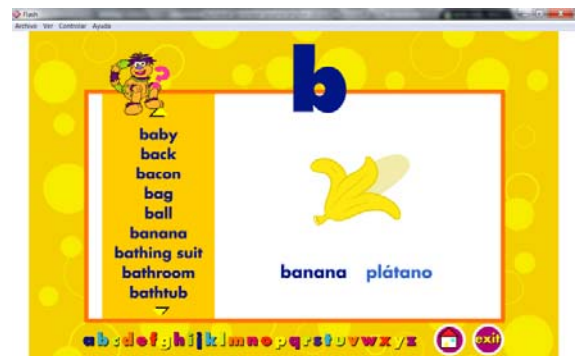 Flash
Archivo Ver Controlar Ayuda
?
b
baby
back
bacon
bag
ball
banana
bathing suit
bathroom
bathtub
banana plátano
abcdefghijklmnopqrstuvwxyz
exit